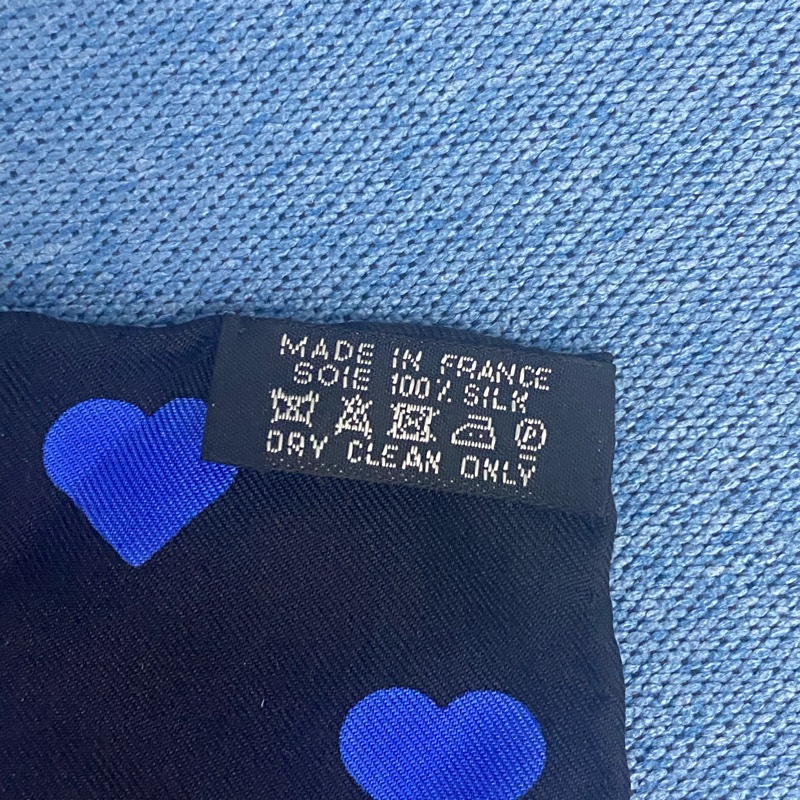 MADE IN FRANCE
SOIE 100% SILK
P
DRY CLEAN ONLY